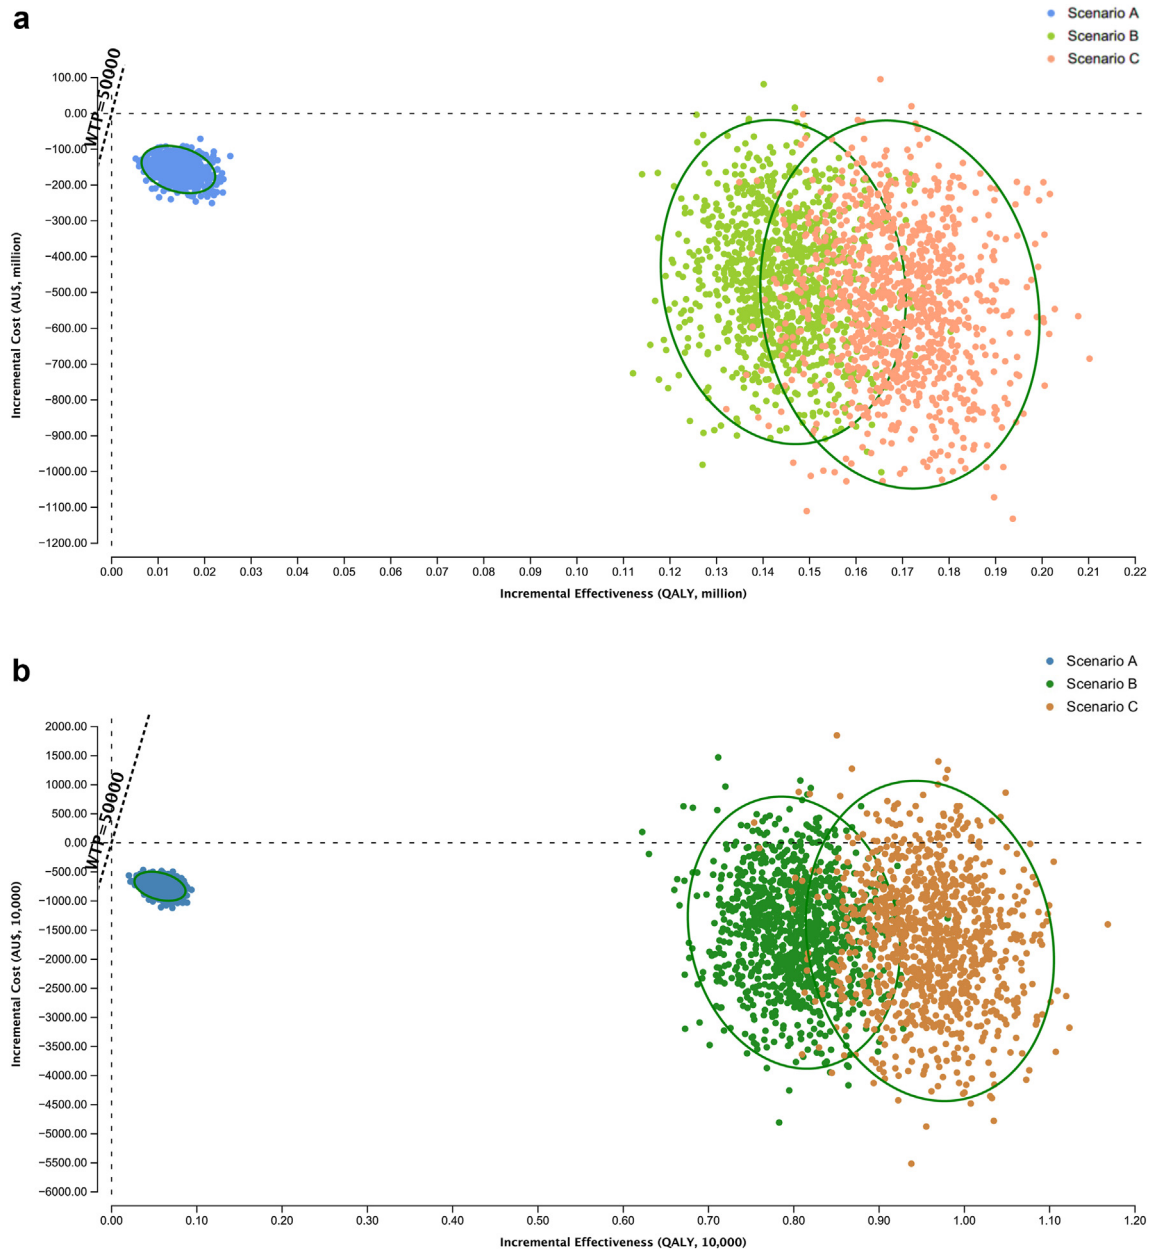 a
Scenario A
Scenario B
Scenario C
WTP=50000
100.00
0.00
−100.00
−200.00
−300.00
−400.00
−500.00
−600.00
−700.00
−800.00
−900.00
−1000.00
−1100.00
−1200.00
Incremental Cost (AU$, million)
0.00 0.01 0.02 0.03 0.04 0.05 0.06 0.07 0.08 0.09 0.10 0.11 0.12 0.13 0.14 0.15 0.16 0.17 0.18 0.19 0.20 0.21 0.22
Incremental Effectiveness (QALY, million)
b
Scenario A
Scenario B
Scenario C
WTP=50000
2000.00
1500.00
1000.00
500.00
0.00
−500.00
−1000.00
−1500.00
−2000.00
−2500.00
−3000.00
−3500.00
−4000.00
−4500.00
−5000.00
−5500.00
−6000.00
Incremental Cost (AU$, 10,000)
0.00 0.10 0.20 0.30 0.40 0.50 0.60 0.70 0.80 0.90 1.00 1.10 1.20
Incremental Effectiveness (QALY, 10,000)